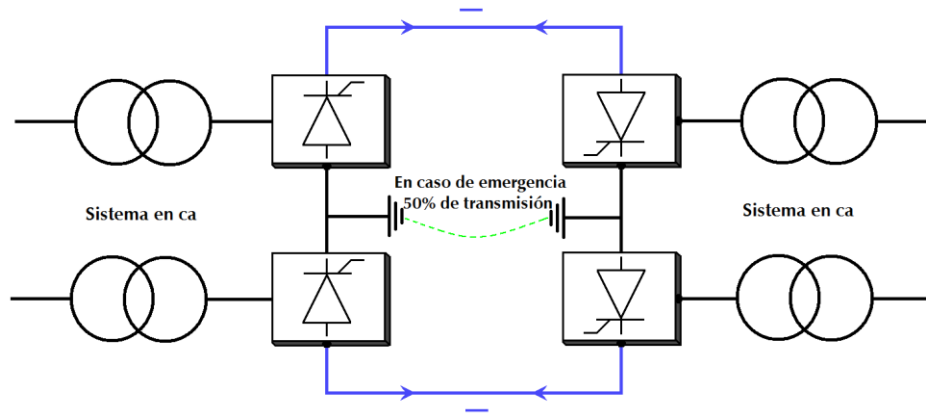 En caso de emergencia
50% de transmisión
Sistema en ca
Sistema en ca